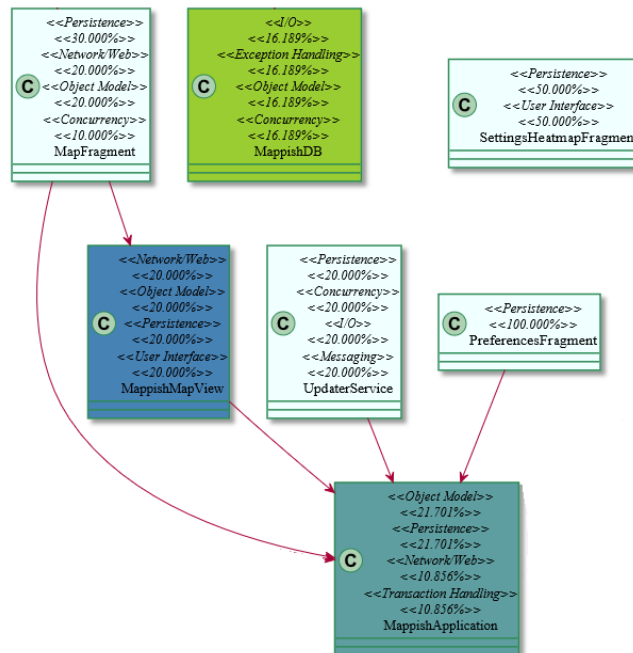 <<Persistence>>
<<30.000%>>
<<Network/Web>>
<<20.000%>>
<<Object Model>>
<<20.000%>>
<<Concurrency>>
<<10.000%>>
C
MapFragment
<<I/O>>
<<16.189%>>
<<Exception Handling>>
<<16.189%>>
<<Object Model>>
<<16.189%>>
<<Concurrency>>
<<16.189%>>
C
MappishDB
<<Persistence>>
<<50.000%>>
<<User Interface>>
<<50.000%>>
C
SettingsHeatmapFragmen
<<Network/Web>>
<<20.000%>>
<<Object Model>>
<<20.000%>>
<<Persistence>>
<<20.000%>>
<<User Interface>>
<<20.000%>>
C
MappishMapView
<<Persistence>>
<<20.000%>>
<<Concurrency>>
<<20.000%>>
<<I/O>>
<<20.000%>>
<<Messaging>>
<<20.000%>>
C
UpdaterService
<<Persistence>>
<<100.000%>>
C
PreferencesFragment
<<Object Model>>
<<21.701%>>
<<Persistence>>
<<21.701%>>
<<Network/Web>>
<<10.856%>>
<<Transaction Handling>>
<<10.856%>>
C
MappishApplication